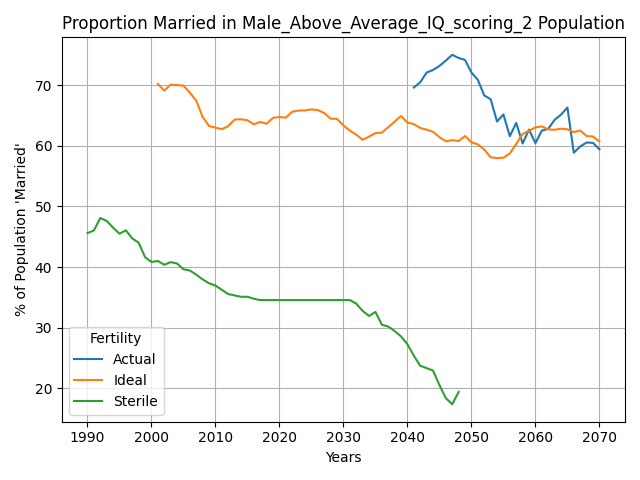 Proportion Married in Male_Above_Average_IQ_scoring_2 Population
% of Population 'Married'
70
60
50
40
30
20
Fertility
Actual
Ideal
Sterile
1990 2000 2010 2020 2030 2040 2050 2060 2070
Years